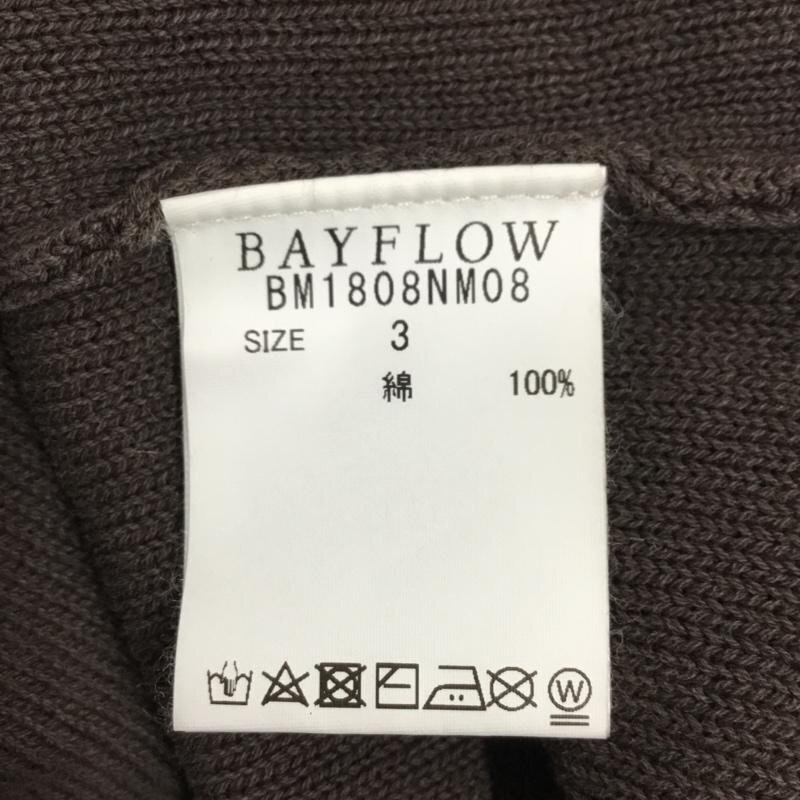 BAYFLOW
BM1808NM08
SIZE 3
綿 100%
W